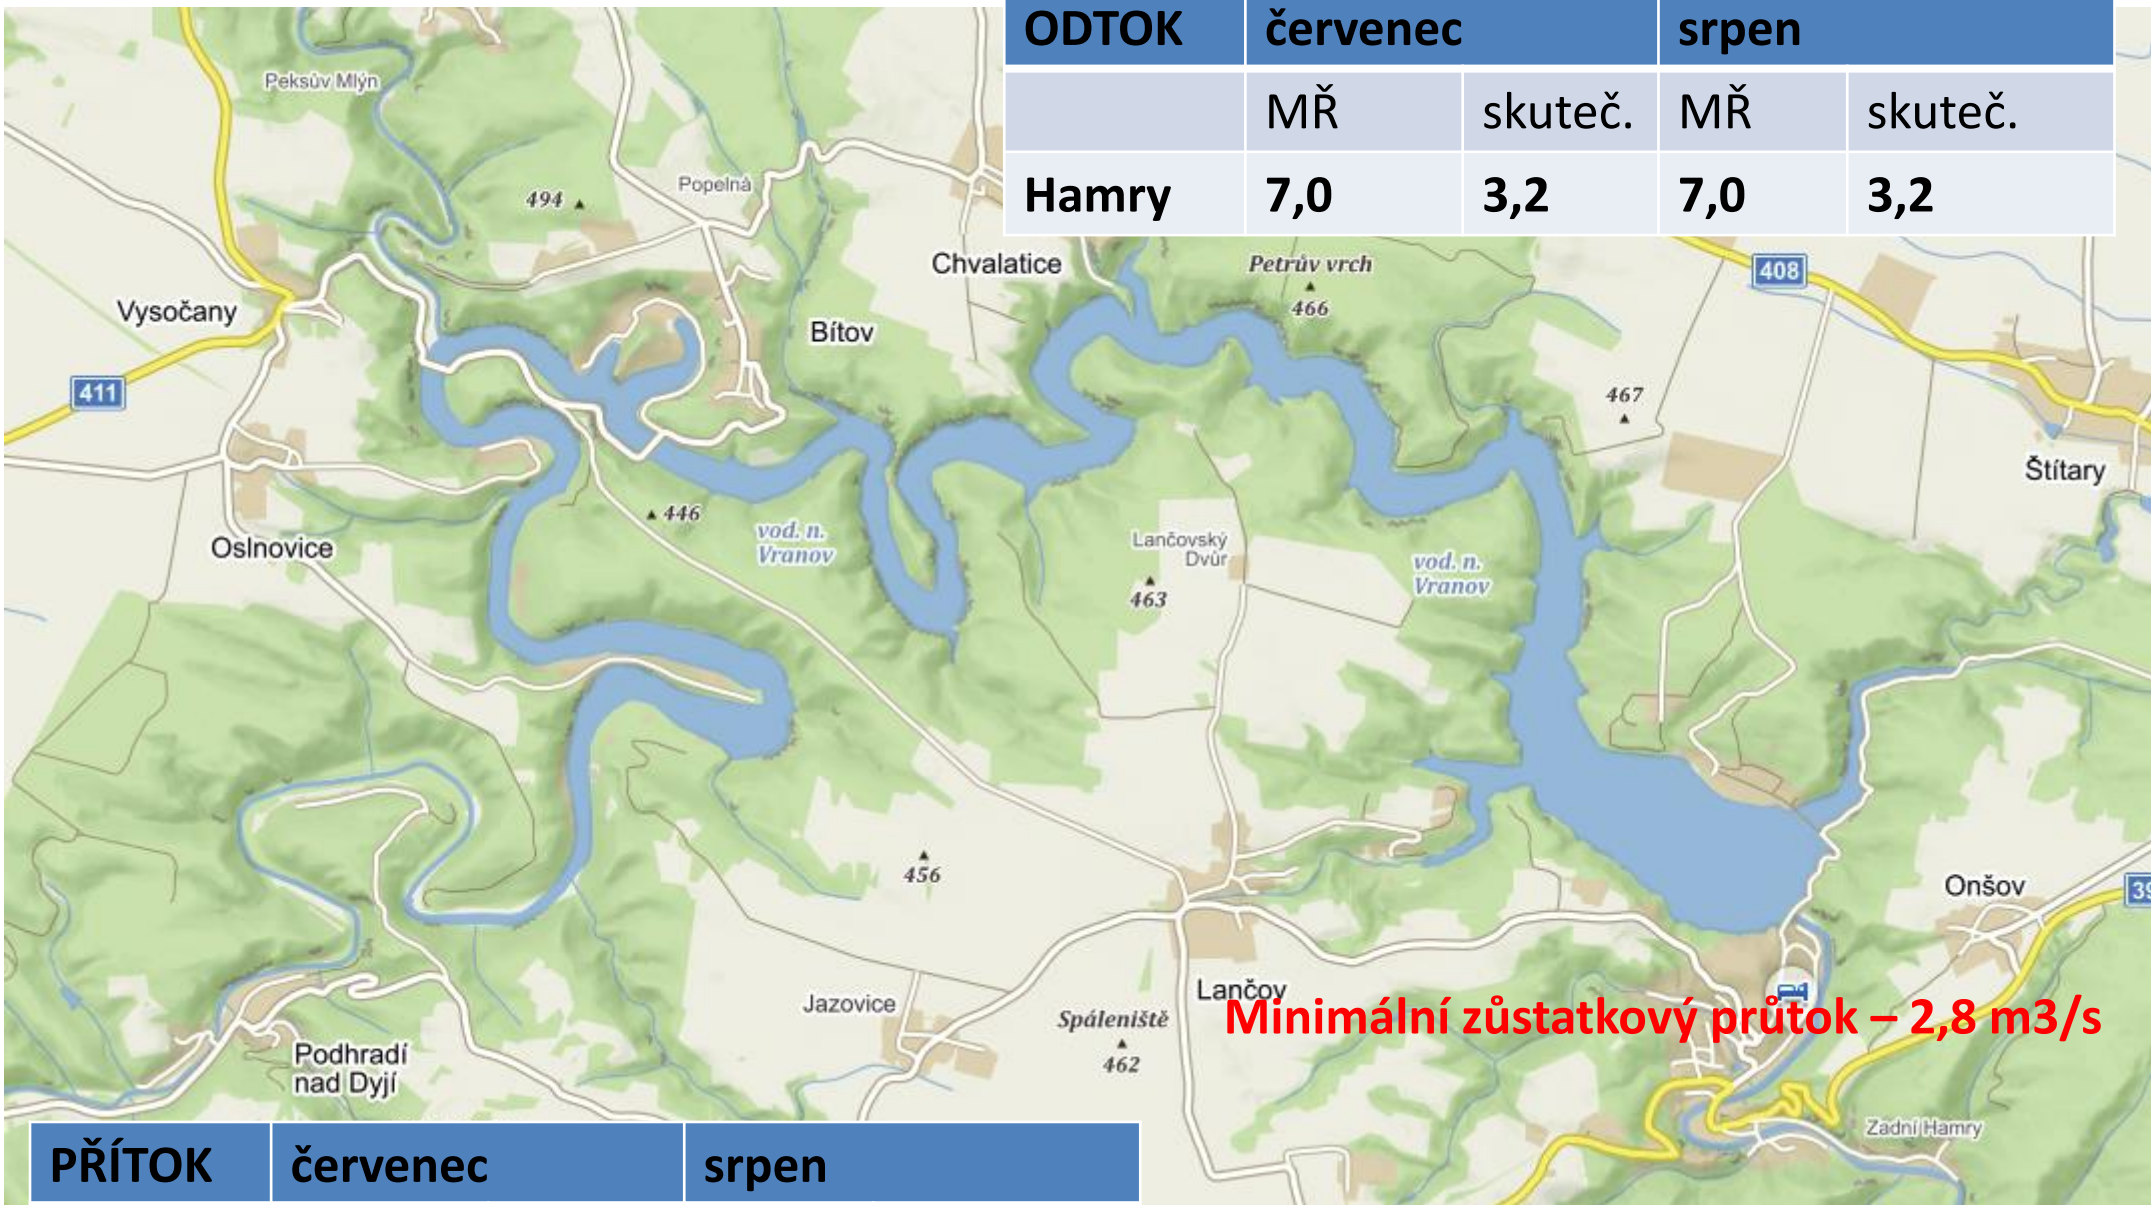 ODTOK červenec srpen
MŘ skuteč. MŘ skuteč.
Hamry 7,0 3,2 7,0 3,2
Peksův Mlýn
494
Popelná
Chvalatice
Petrův vrch
466
408
Vysočany
Bítov
411
467
Štítary
446
Oslnovice
vod. n.
Vranov
Lančovský
Dvůr
463
vod. n.
Vranov
456
Onšov
39
Jazovice
Lančov
Spáleniště
462
Minimální zůstatkový průtok – 2,8 m3/s
Podhradí
nad Dyjí
Zadní Hamry
PŘÍTOK červenec srpen